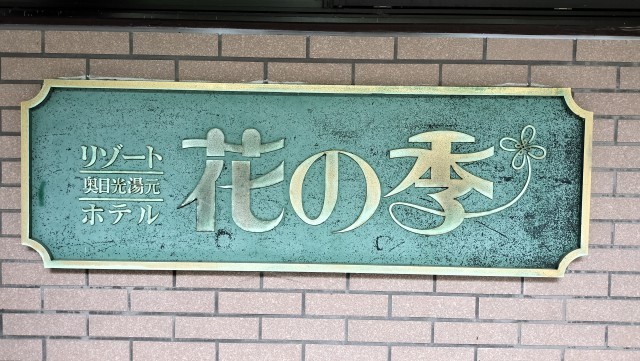 リゾート
奥日光湯元
ホテル
花の季